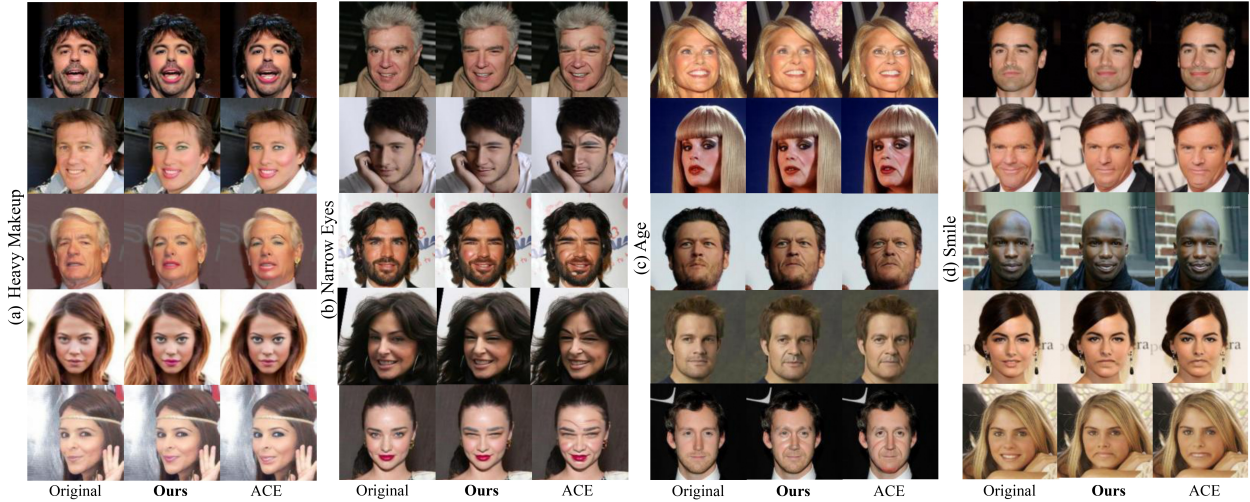 (a) Heavy Makeup
Original Ours ACE
(b) Narrow Eyes
Original Ours ACE
(c) Age
Original Ours ACE
(d) Smile
Original Ours ACE